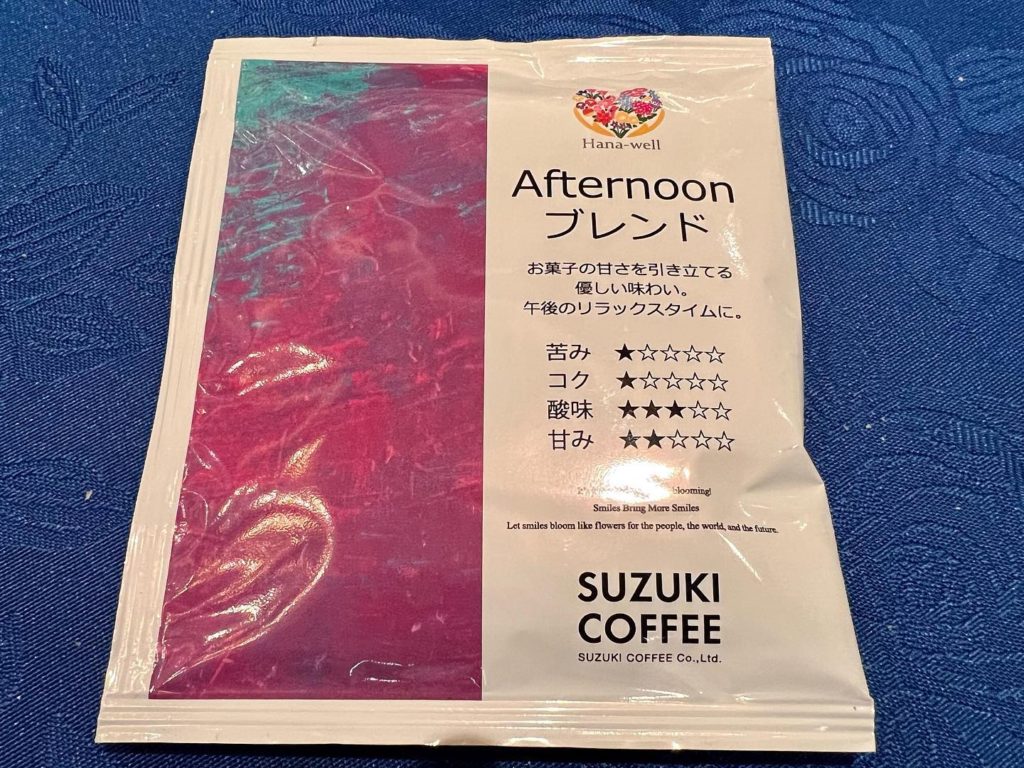 Hana-well
Afternoon
ブレンド
お菓子の甘さを引き立てる
優しい味わい。
午後のリラックスタイムに。
苦み ★☆☆☆☆
コク ★☆☆☆☆
酸味 ★★★☆☆
甘み ★★☆☆☆
blooming!
Smiles Bring More Smiles
Let smiles bloom like flowers for the people, the world, and the future.
SUZUKI
COFFEE
SUZUKI COFFEE Co.,Ltd.